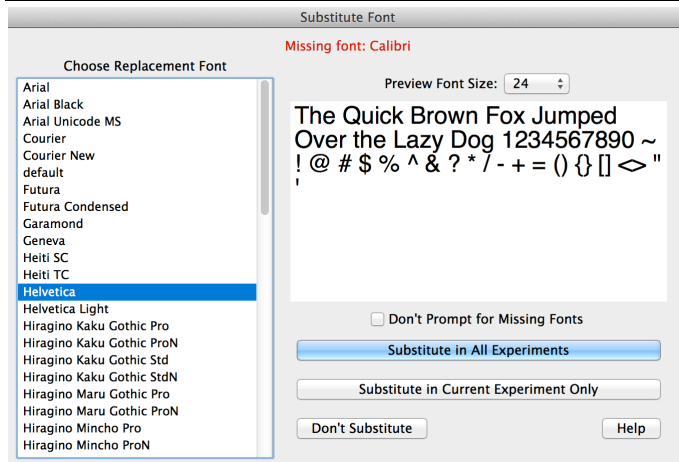 Substitute Font
Missing font: Calibri
Choose Replacement Font
Arial
Arial Black
Arial Unicode MS
Courier
Courier New
default
Futura
Futura Condensed
Garamond
Geneva
Heiti SC
Heiti TC
Helvetica
Helvetica Light
Hiragino Kaku Gothic Pro
Hiragino Kaku Gothic ProN
Hiragino Kaku Gothic Std
Hiragino Kaku Gothic StdN
Hiragino Maru Gothic Pro
Hiragino Maru Gothic ProN
Hiragino Mincho Pro
Hiragino Mincho ProN
Preview Font Size: 24
The Quick Brown Fox Jumped
Over the Lazy Dog 1234567890 ~
! @ # $ % ^ & ? * / - + = () {} [] <> "
'
Don't Prompt for Missing Fonts
Substitute in All Experiments
Substitute in Current Experiment Only
Don't Substitute
Help